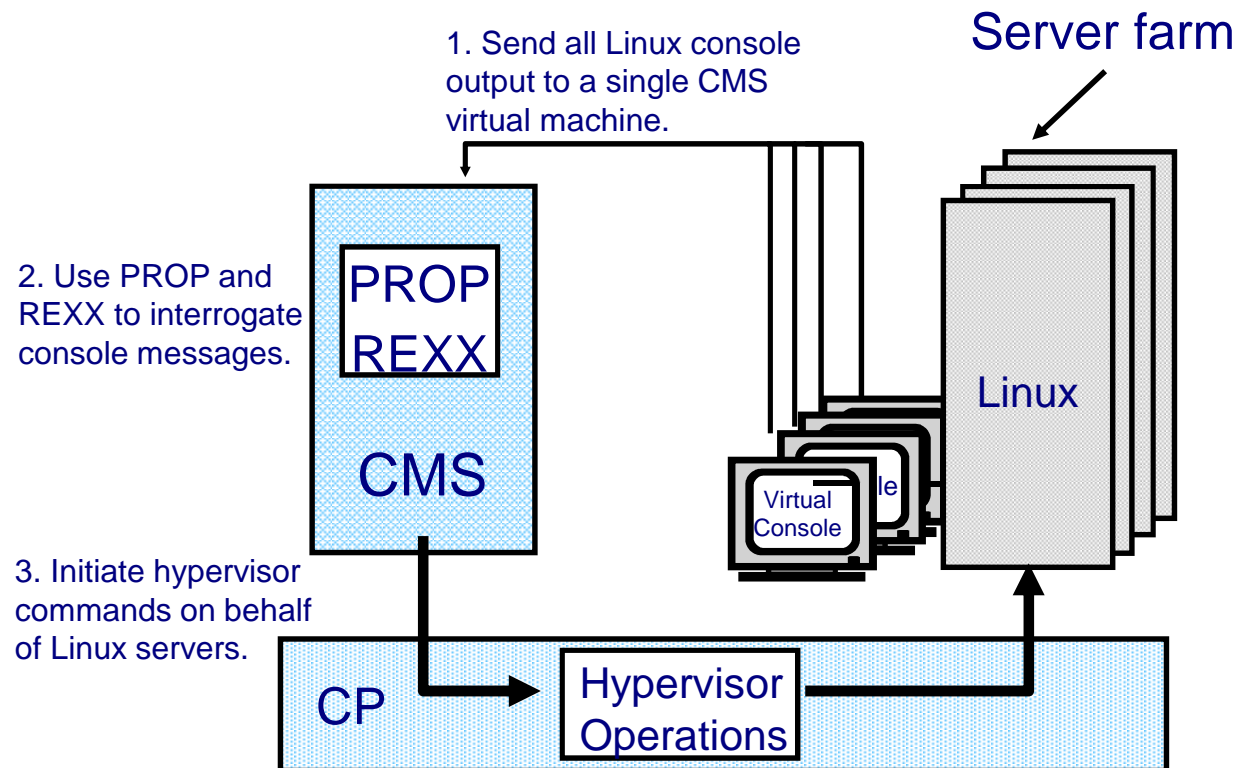 Server farm
1. Send all Linux console
output to a single CMS
virtual machine.
2. Use PROP and
REXX to interrogate
console messages.
PROP
REXX
CMS
Linux
Virtual
Console
le
3. Initiate hypervisor
commands on behalf
of Linux servers.
CP
Hypervisor
Operations